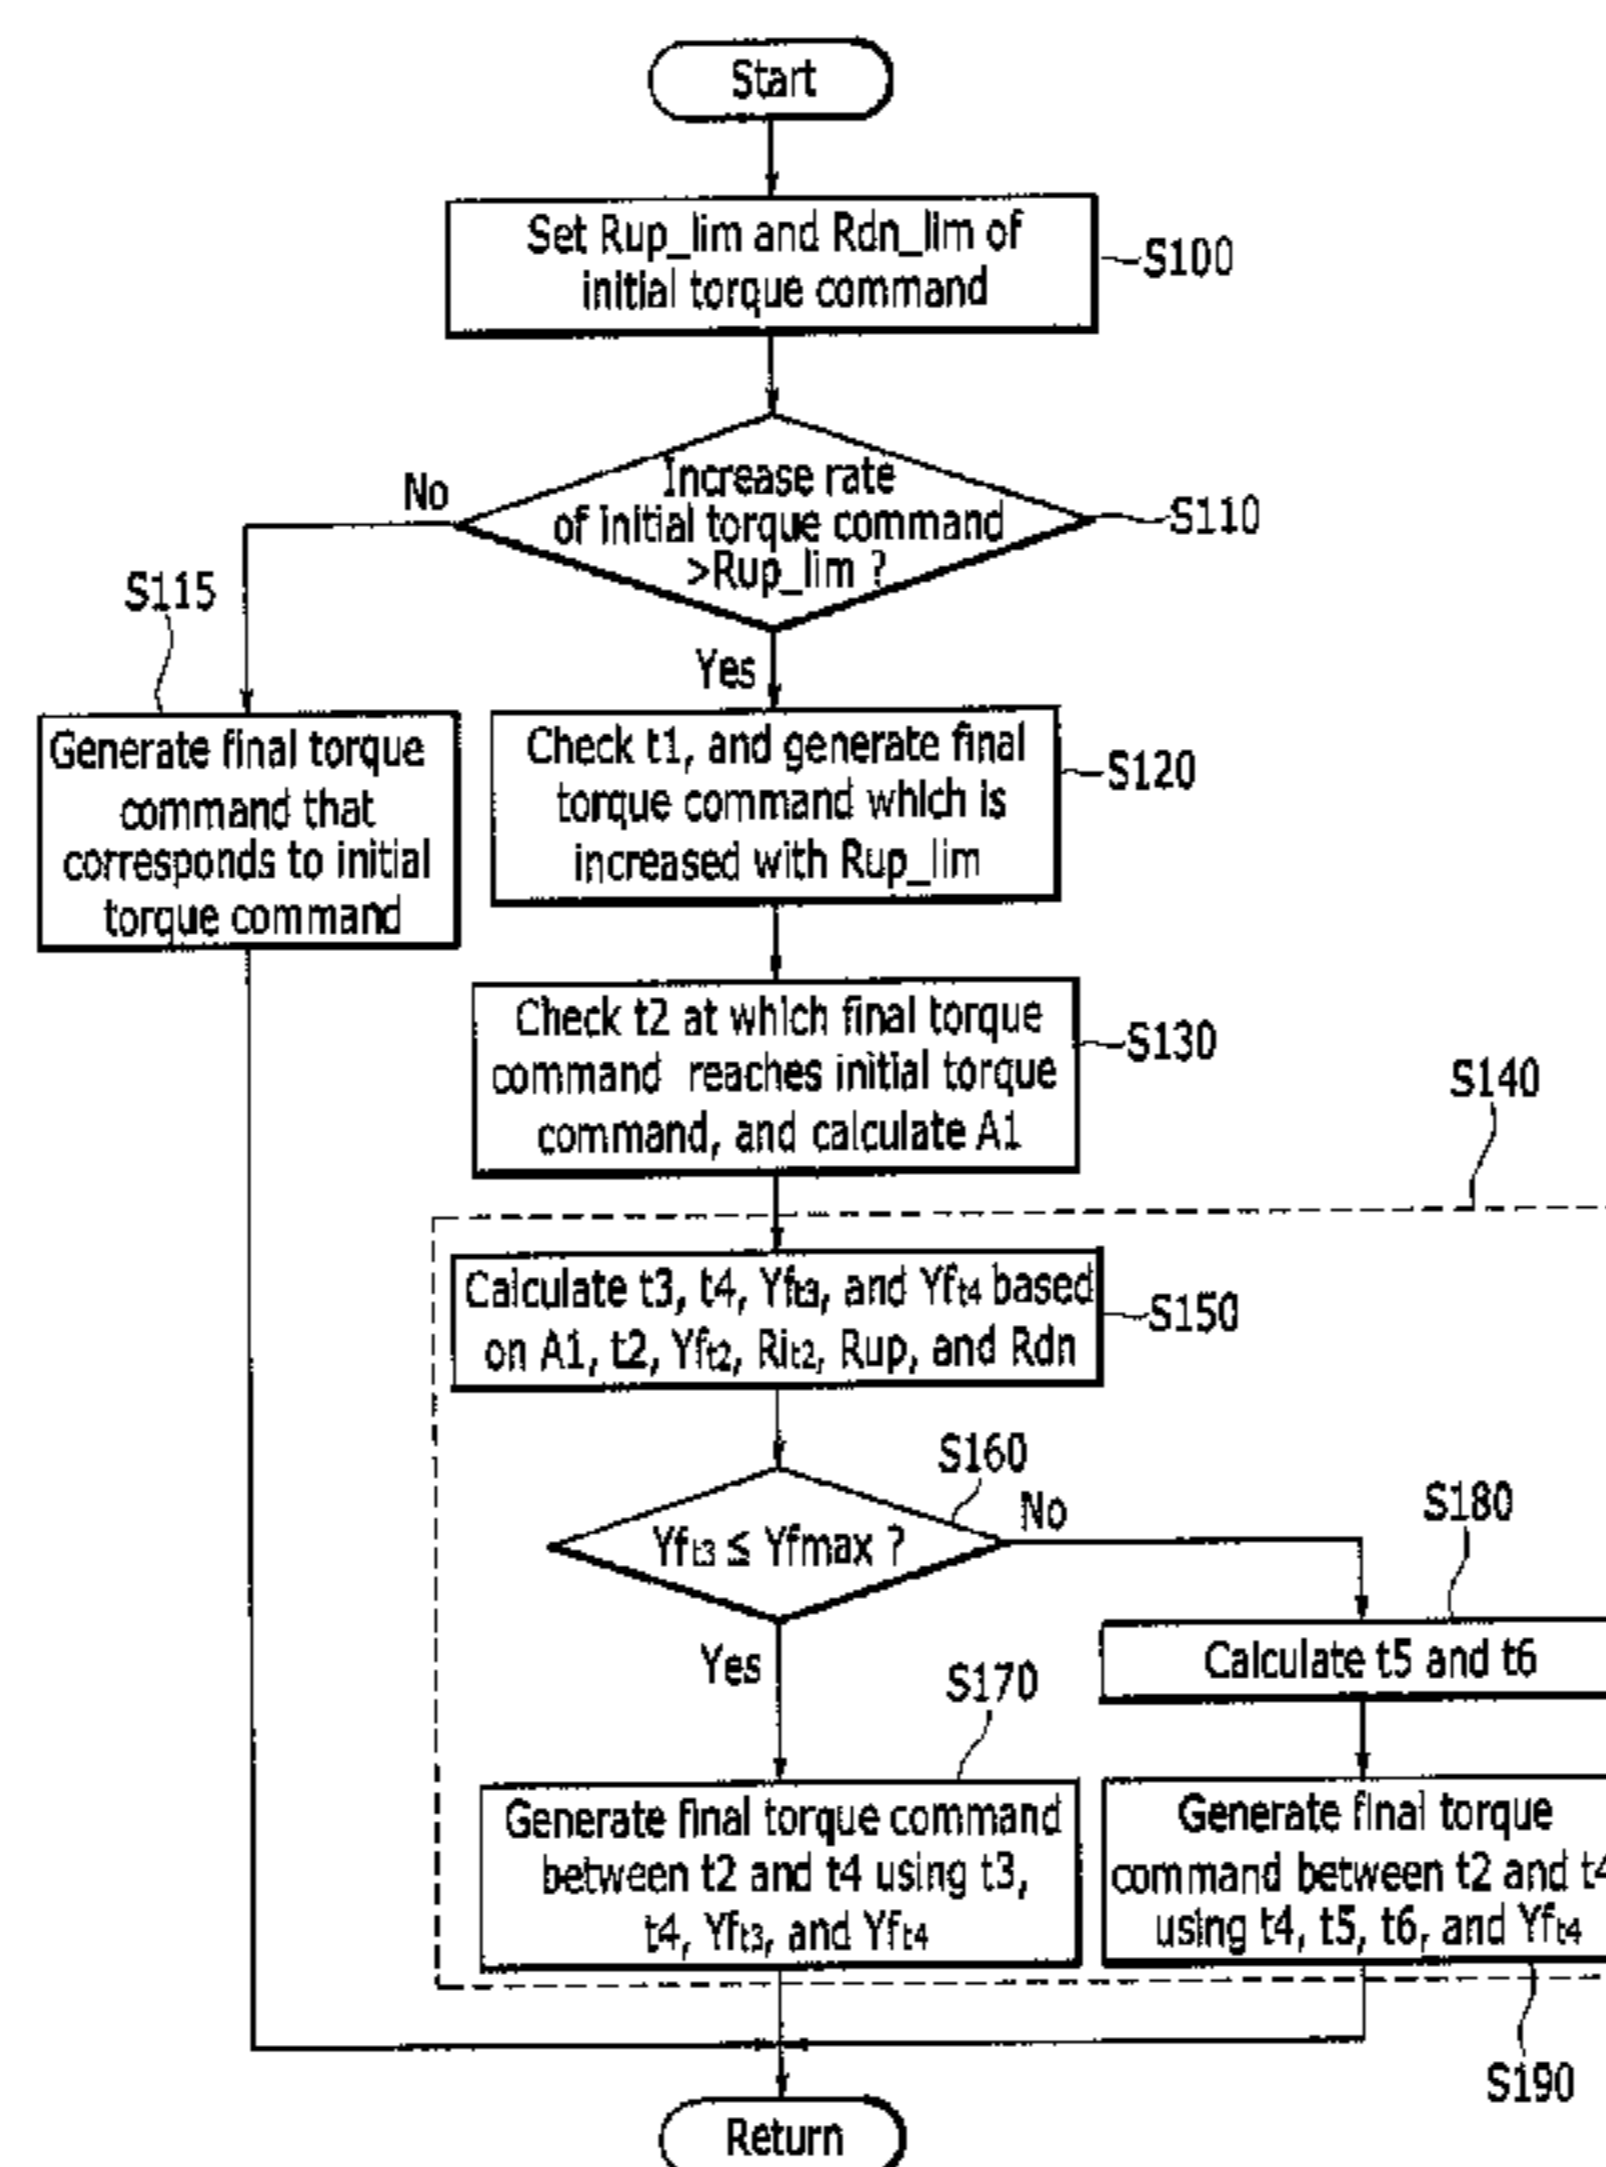 Start
Set Rup_lim and Rdn_lim of
initial torque command
S100
Increase rate
of initial torque command
>Rup_lim ?
S110
No
Yes
S115
Generate final torque
command that
corresponds to initial
torque command
Check t1, and generate final
torque command which is
increased with Rup_lim
S120
Check t2 at which final torque
command reaches initial torque
command, and calculate A1
S130
S140
Calculate t3, t4, Yft3, and Yft4 based
on A1, t2, Yft2, Rit2, Rup, and Rdn
S150
S160
Yft3 ≤ Yfmax ?
No
Yes
S180
Calculate t5 and t6
S170
Generate final torque command
between t2 and t4 using t3,
t4, Yft3, and Yft4
Generate final torque
command between t2 and t4
using t4, t5, t6, and Yft4
S190
Return